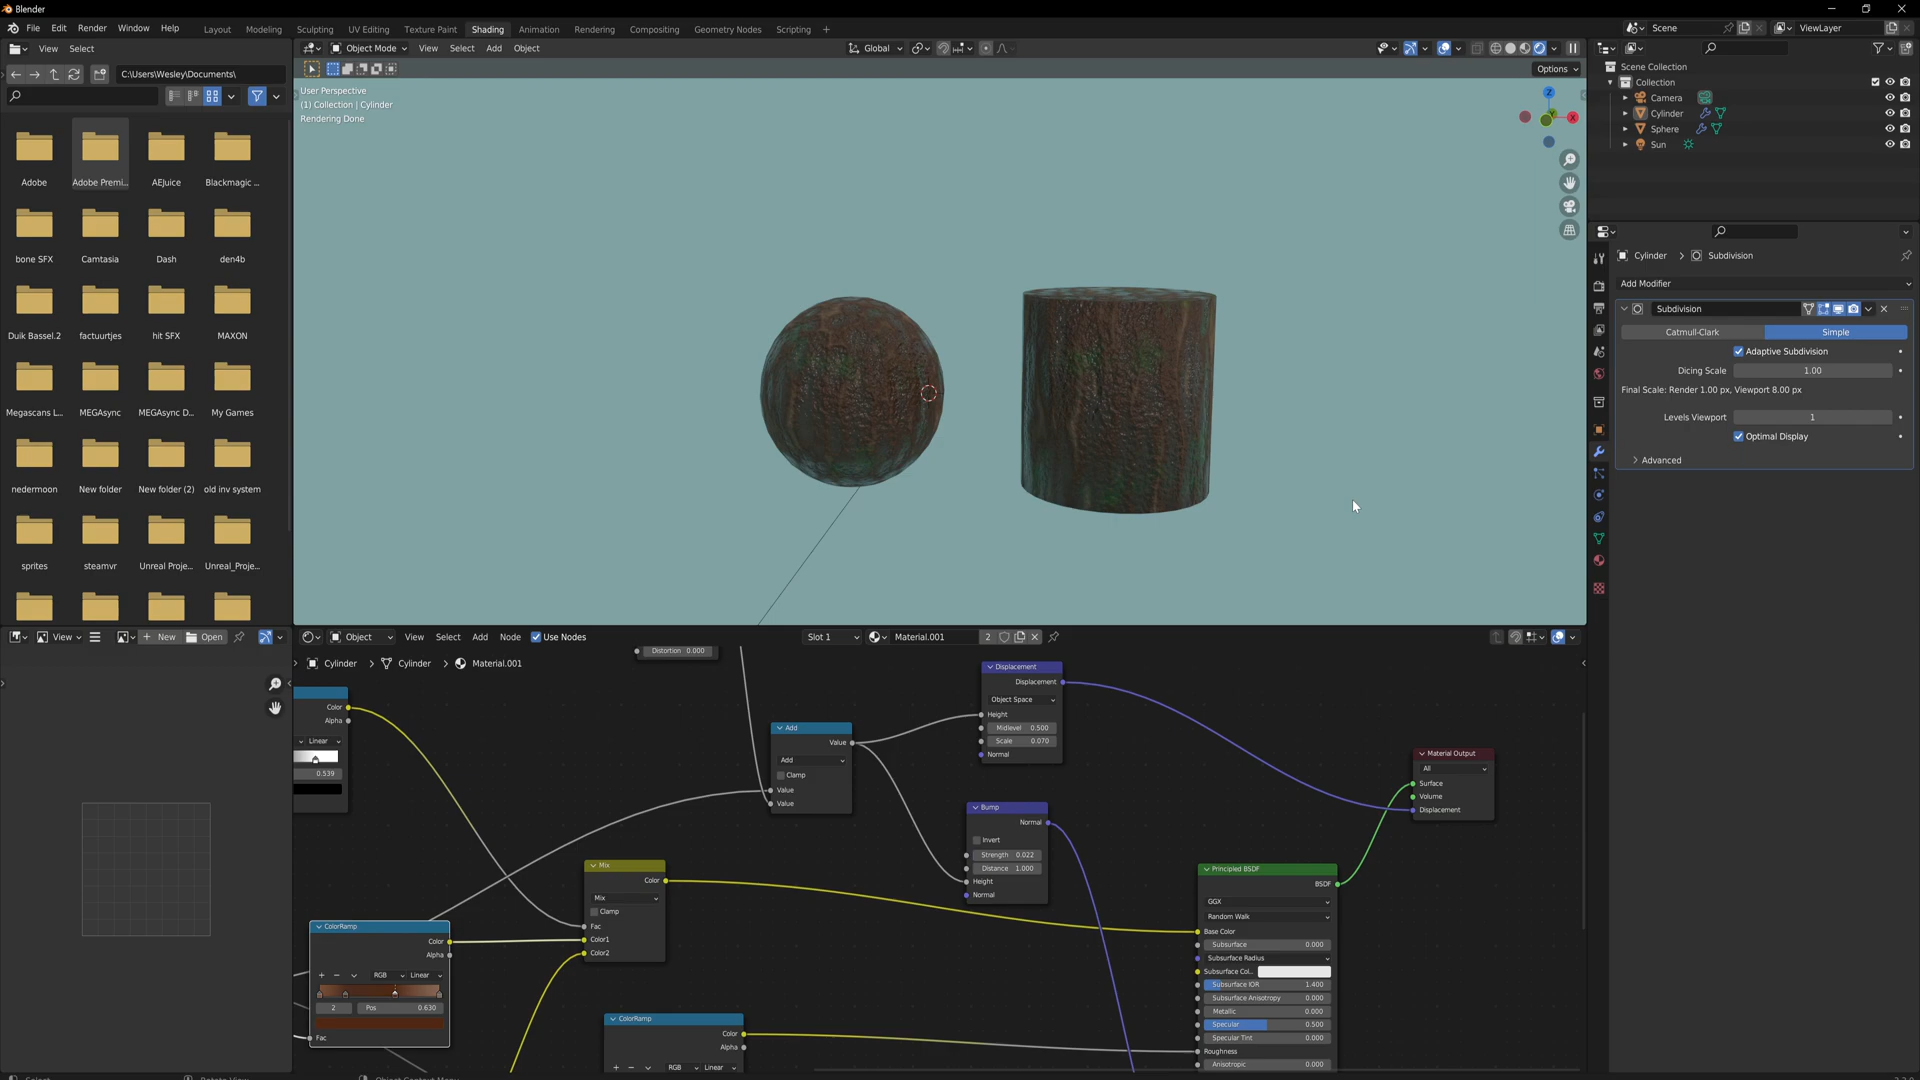 Blender
File Edit Render Window Help Layout Modeling Sculpting UV Editing Texture Paint Shading Animation Rendering Compositing Geometry Nodes Scripting + Scene ViewLayer
View Select
Object Mode View Select Add Object Global
C:\Users\Wesley\Documents\
Options
User Perspective
(1) Collection | Cylinder
Rendering Done
Z
X
Adobe Adobe Premi... AEJuice Blackmagic ...
bone SFX Camtasia Dash den4b
factuurtjes hit SFX MAXON
Duik Bassel.2
Megascans L... MEGAsync MEGAsync D... My Games
nedermoon New folder New folder (2) old inv system
sprites steamvr Unreal Proje... Unreal_Proje...
Scene Collection
Collection
Camera
Cylinder
Sphere
Sun
Cylinder > Subdivision
Add Modifier
Subdivision
Catmull-Clark Simple
Adaptive Subdivision
Dicing Scale 1.00
Final Scale: Render 1.00 px, Viewport 8.00 px
Levels Viewport 1
Optimal Display
Advanced
View New Open
Object View Select Add Node Use Nodes Slot 1 Material.001 2
Cylinder > Cylinder > Material.001
Distortion 0.000
Color
Alpha
Linear
0.539
Add
Value
Add
Clamp
Value
Value
Displacement
Displacement
Object Space
Height
Midlevel 0.500
Scale 0.070
Normal
Bump
Normal
Invert
Strength 0.022
Distance 1.000
Height
Normal
Material Output
All
Surface
Volume
Displacement
Mix
Color
Mix
Clamp
Fac
Color1
Color2
ColorRamp
Color
Alpha
RGB Linear
2 Pos 0.630
Fac
ColorRamp
Color
Alpha
RGB Linear
Principled BSDF
BSDF
GGX
Random Walk
Base Color
Subsurface 0.000
Subsurface Radius
Subsurface Col...
Subsurface IOR 1.400
Subsurface Anisotropy 0.000
Metallic 0.000
Specular 0.500
Specular Tint 0.000
Roughness
Anisotropic 0.000